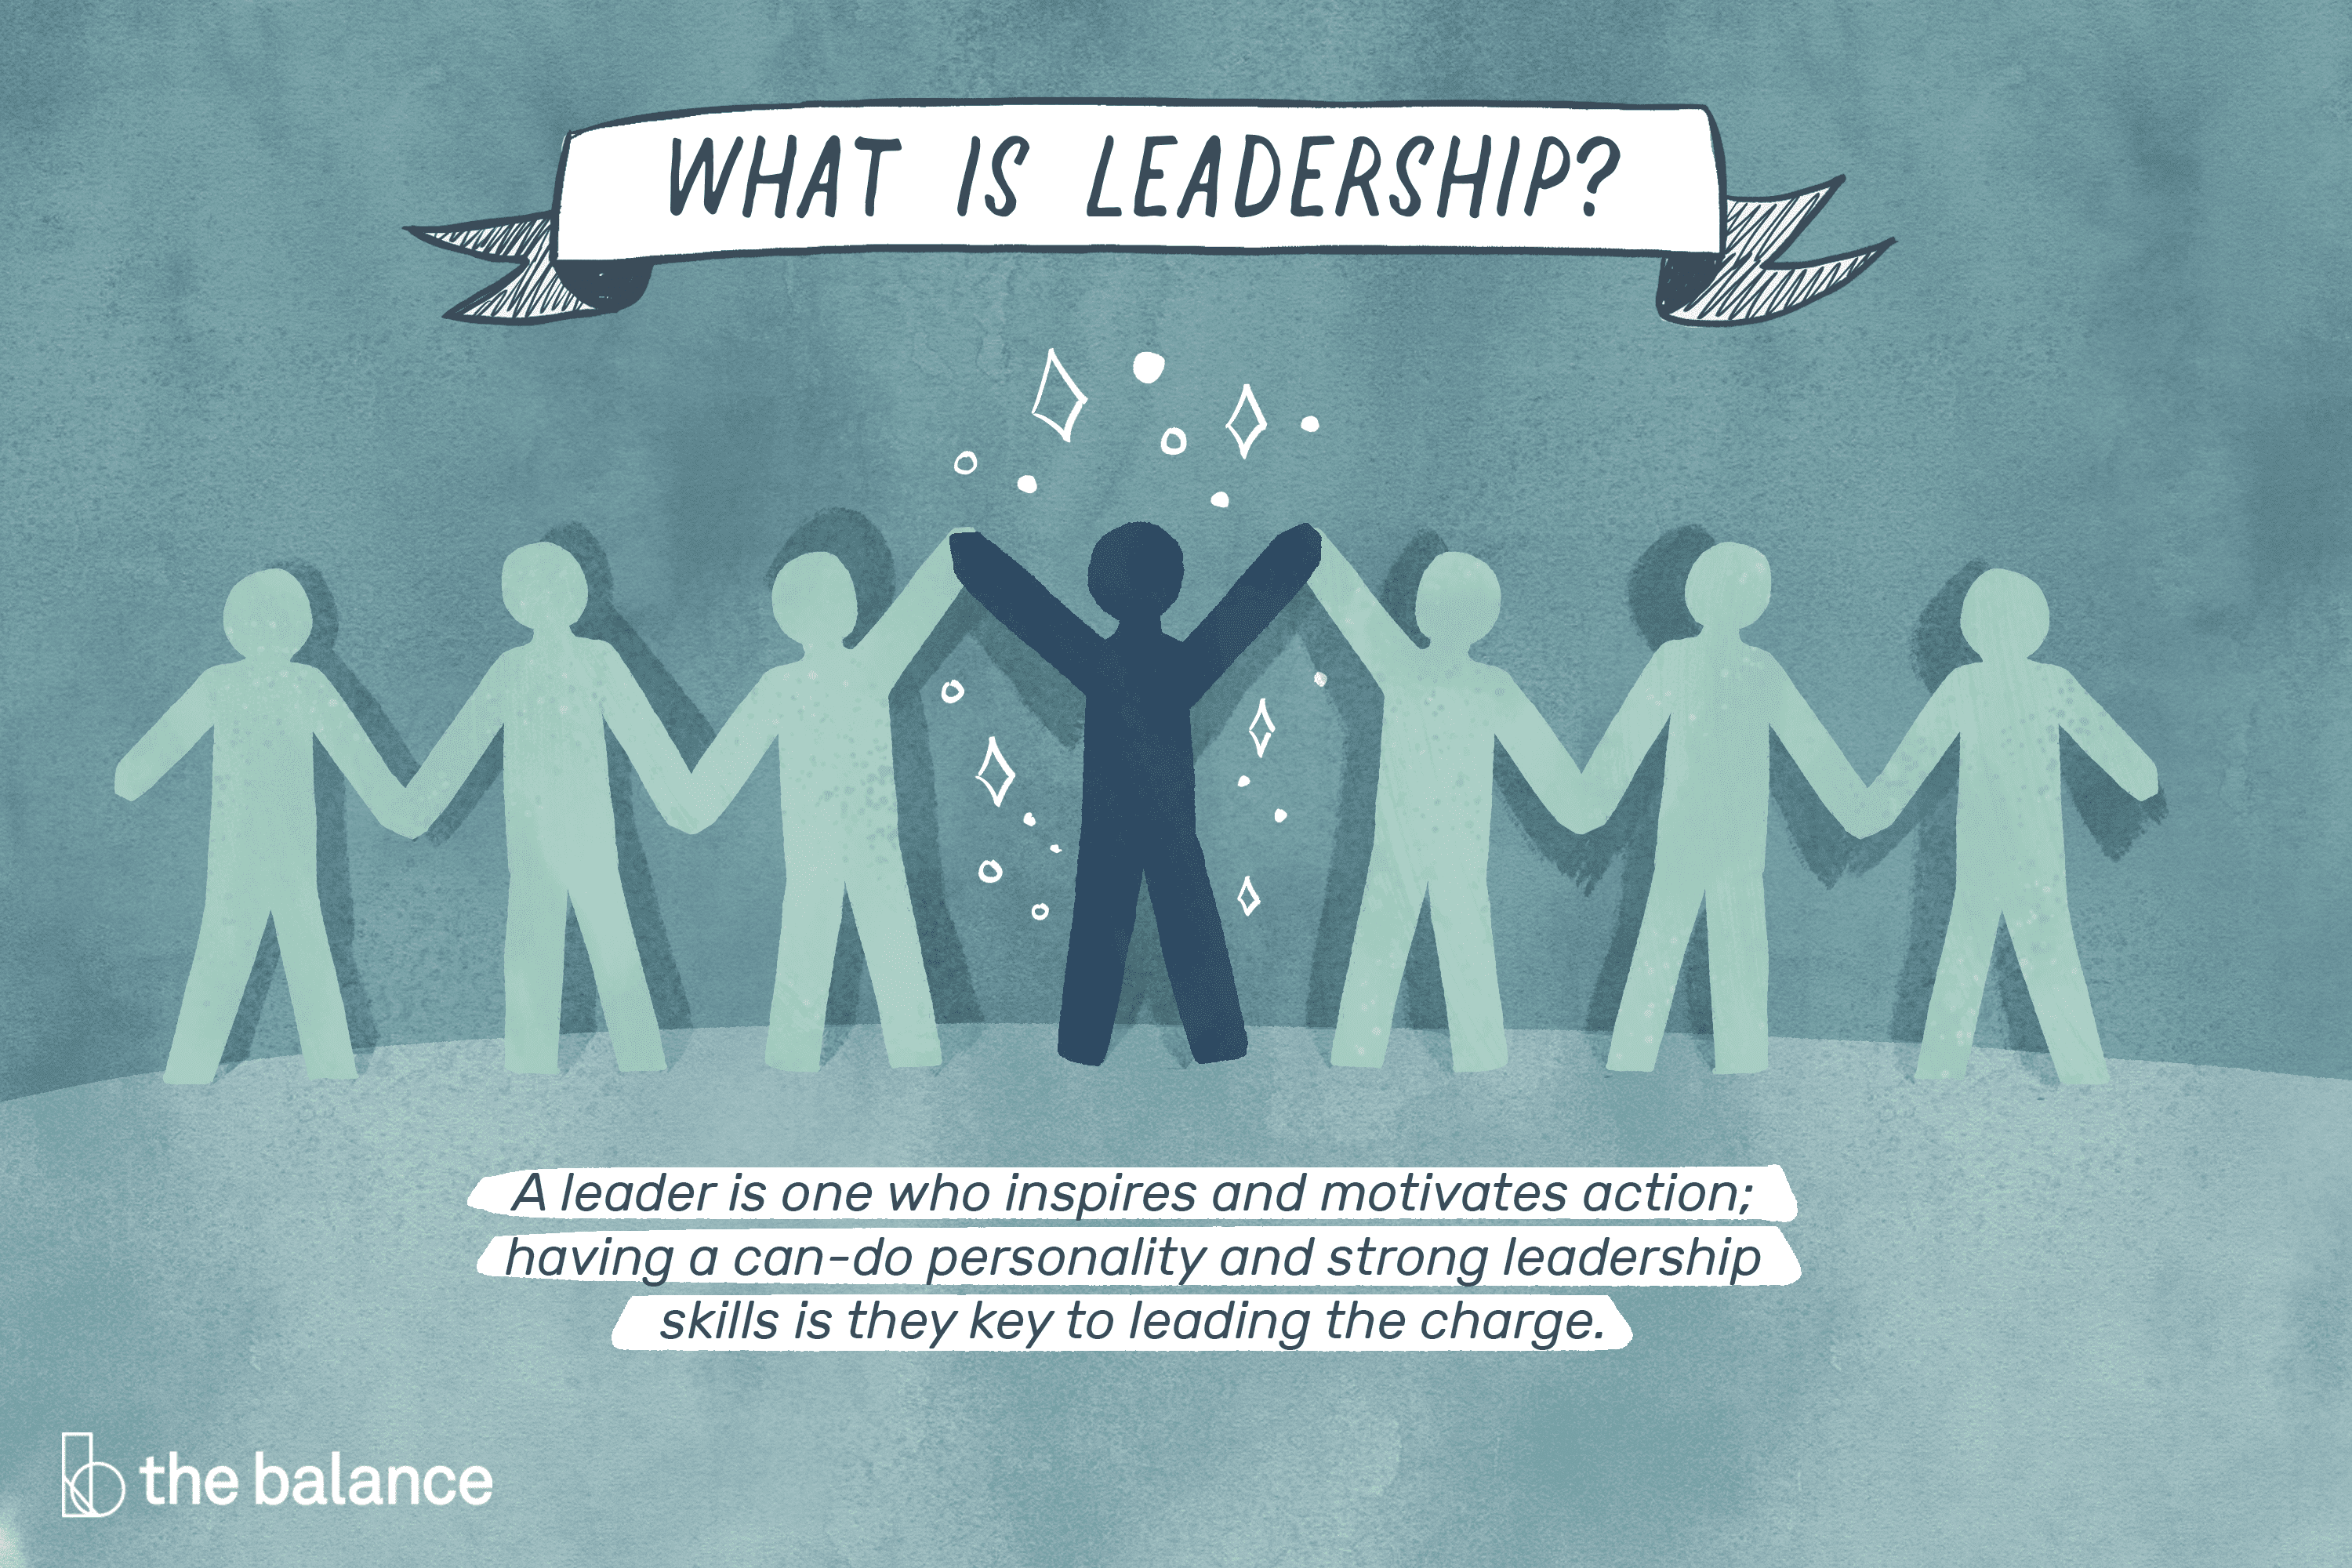 WHAT IS LEADERSHIP?
A leader is one who inspires and motivates action;
having a can-do personality and strong leadership
skills is they key to leading the charge.
the balance